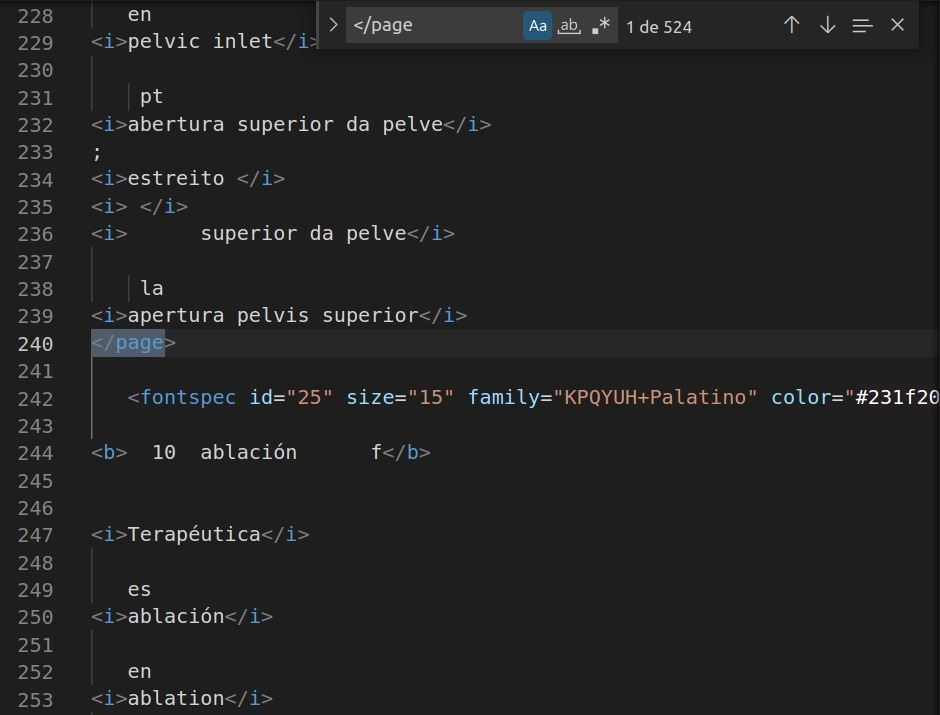 </page Aa ab .* 1 de 524
228 en
229 <i>pelvic inlet</i>
230
231 pt
232 <i>abertura superior da pelve</i>
233 ;
234 <i>estreito </i>
235 <i> </i>
236 <i>      superior da pelve</i>
237
238 la
239 <i>apertura pelvis superior</i>
240 </page>
241
242 <fontspec id="25" size="15" family="KPQYUH+Palatino" color="#231f20
243
244 <b>  10  ablación      f</b>
245
246
247 <i>Terapéutica</i>
248
249 es
250 <i>ablación</i>
251
252 en
253 <i>ablation</i>